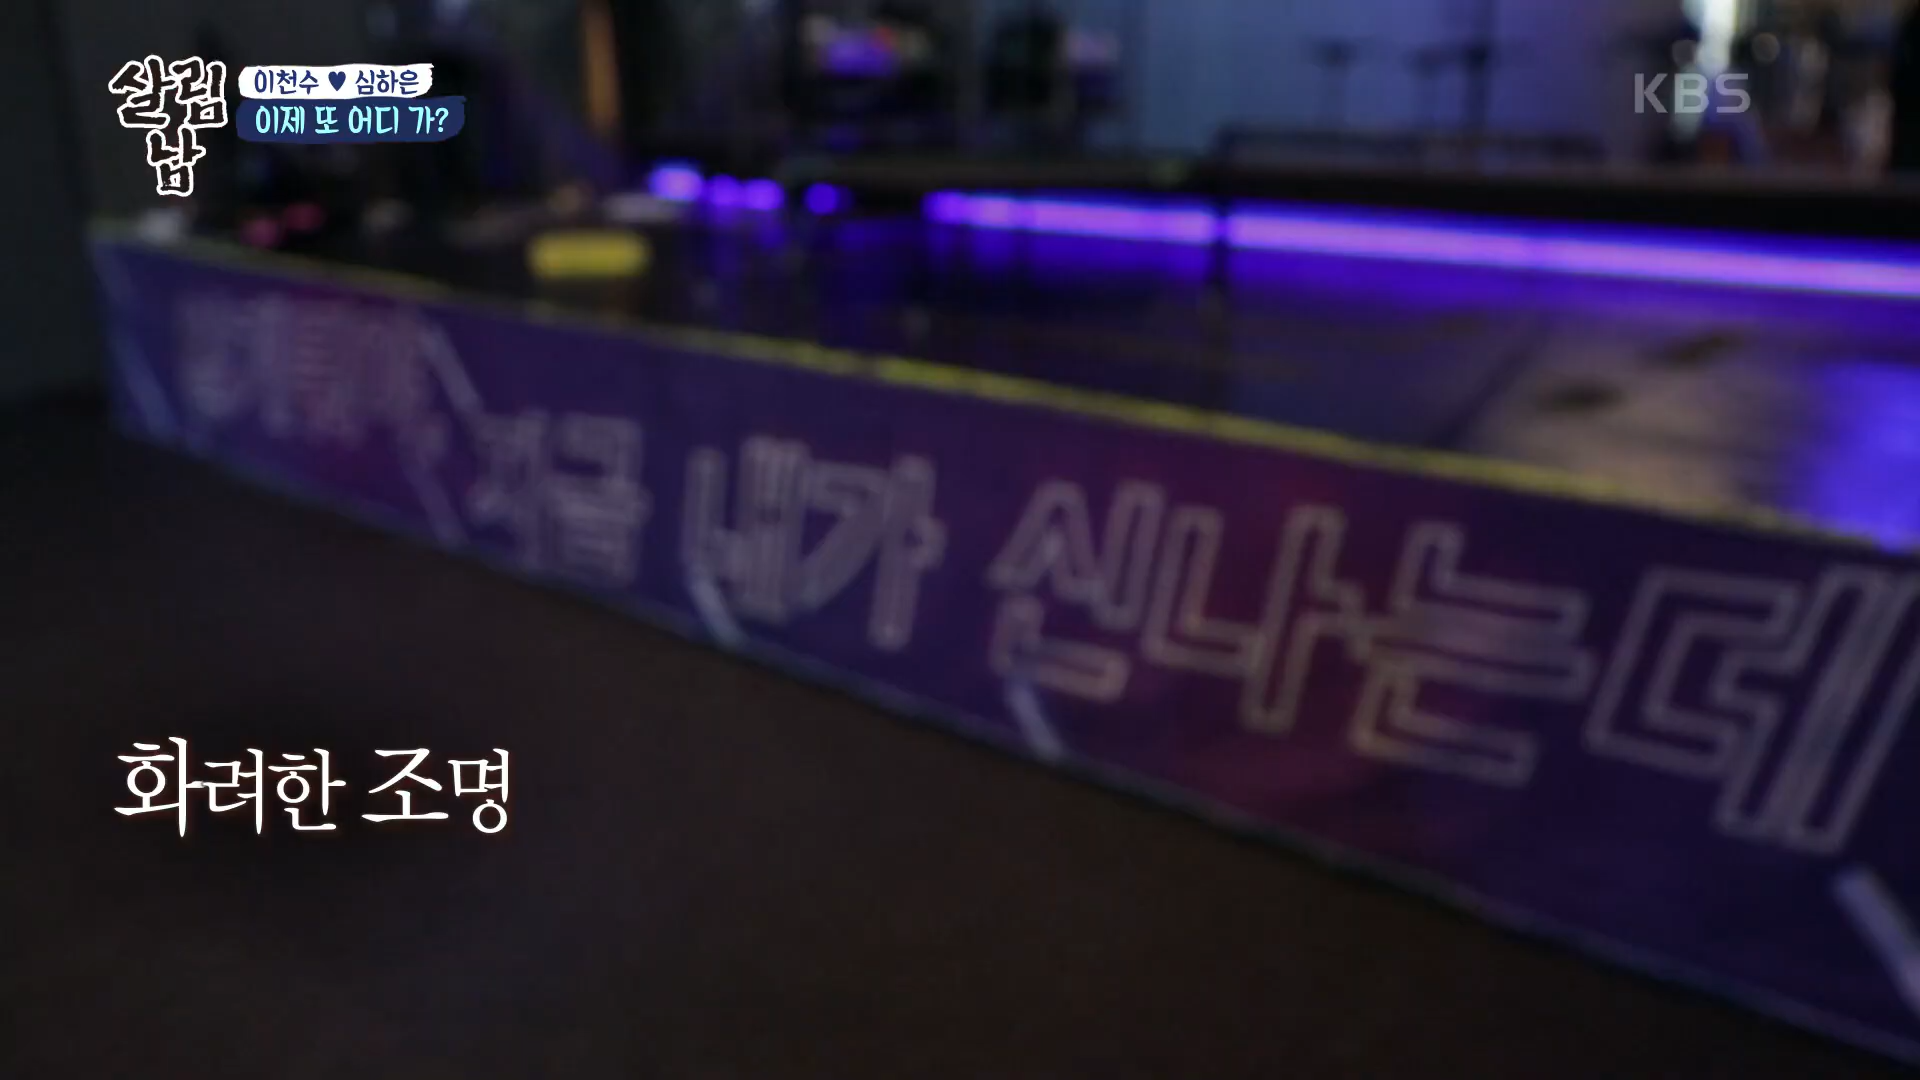 살림남
이천수 ♥ 심하은
이제 또 어디 가?
KBS
지금 내가 신나는데
화려한 조명